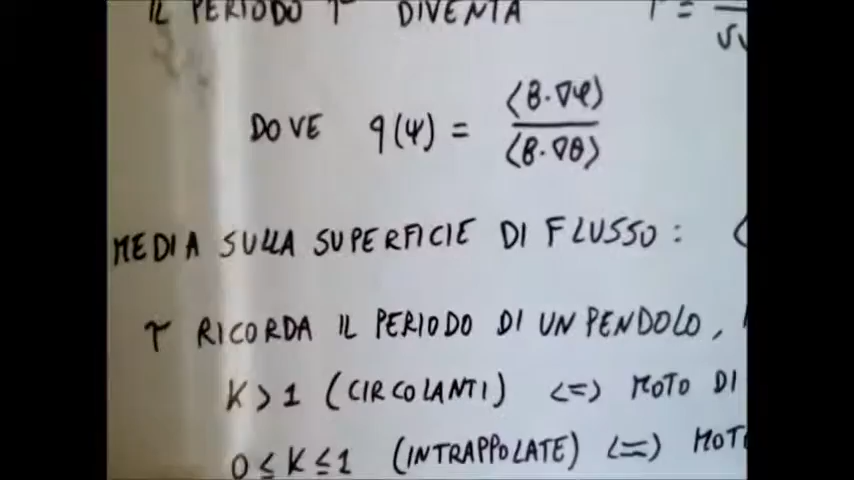 IL PERIODO τ DIVENTA τ =
DOVE q(ψ) = ⟨B·∇φ⟩ / ⟨B·∇θ⟩
MEDIA SULLA SUPERFICIE DI FLUSSO: ⟨
τ RICORDA IL PERIODO DI UN PENDOLO,
K > 1 (CIRCOLANTI) <=> MOTO DI
0 ≤ K ≤ 1 (INTRAPPOLATE) <=> MOTO